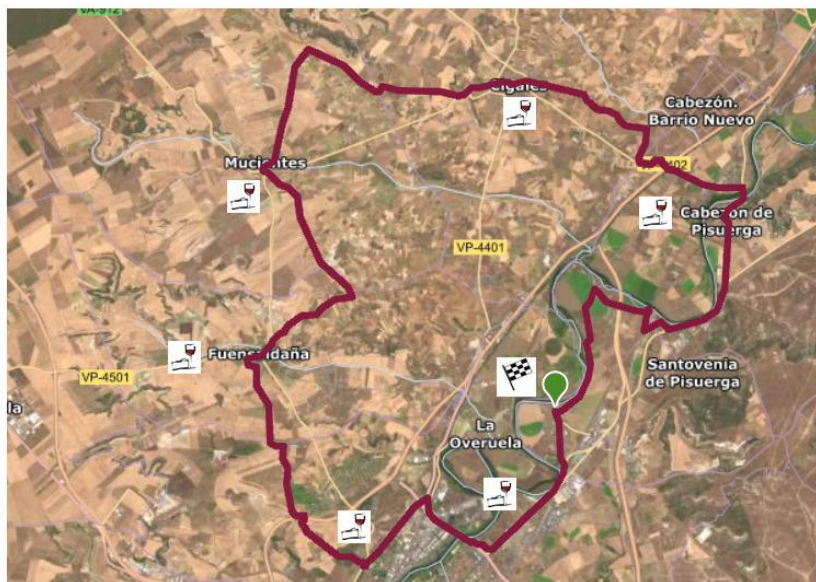 VA-912
Cigales
Cabezón.
Barrio Nuevo
Mucientes
Cabezón de
Pisuerga
VP-4401
Fuensaldaña
VP-4501
Santovenia
de Pisuerga
la
La
Overuela